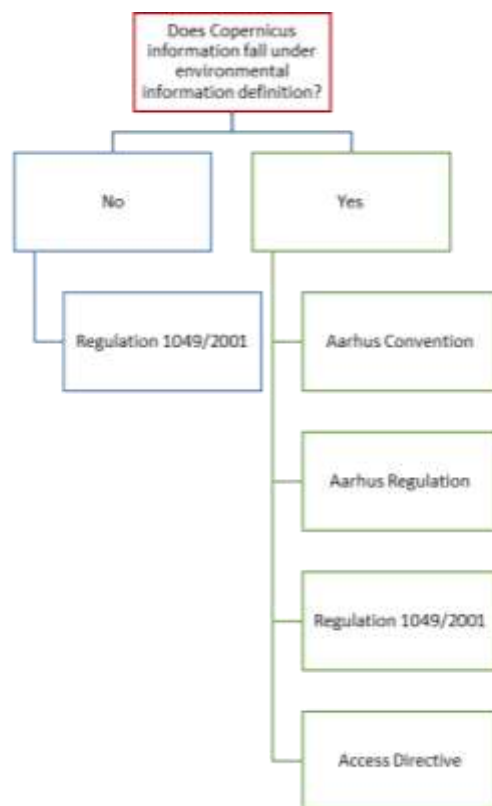 Does Copernicus
information fall under
environmental
information definition?
No
Yes
Regulation 1049/2001
Aarhus Convention
Aarhus Regulation
Regulation 1049/2001
Access Directive